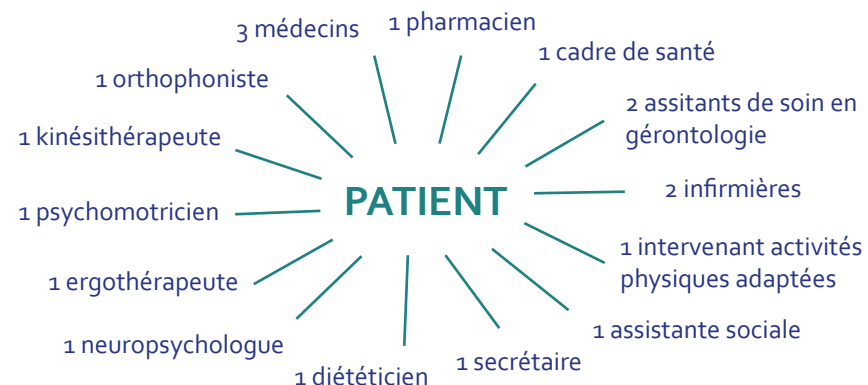 3 médecins
1 pharmacien
1 cadre de santé
1 orthophoniste
2 assitants de soin en
gérontologie
1 kinésithérapeute
2 infirmières
PATIENT
1 psychomotricien
1 intervenant activités
physiques adaptées
1 ergothérapeute
1 assistante sociale
1 neuropsychologue
1 secrétaire
1 diététicien